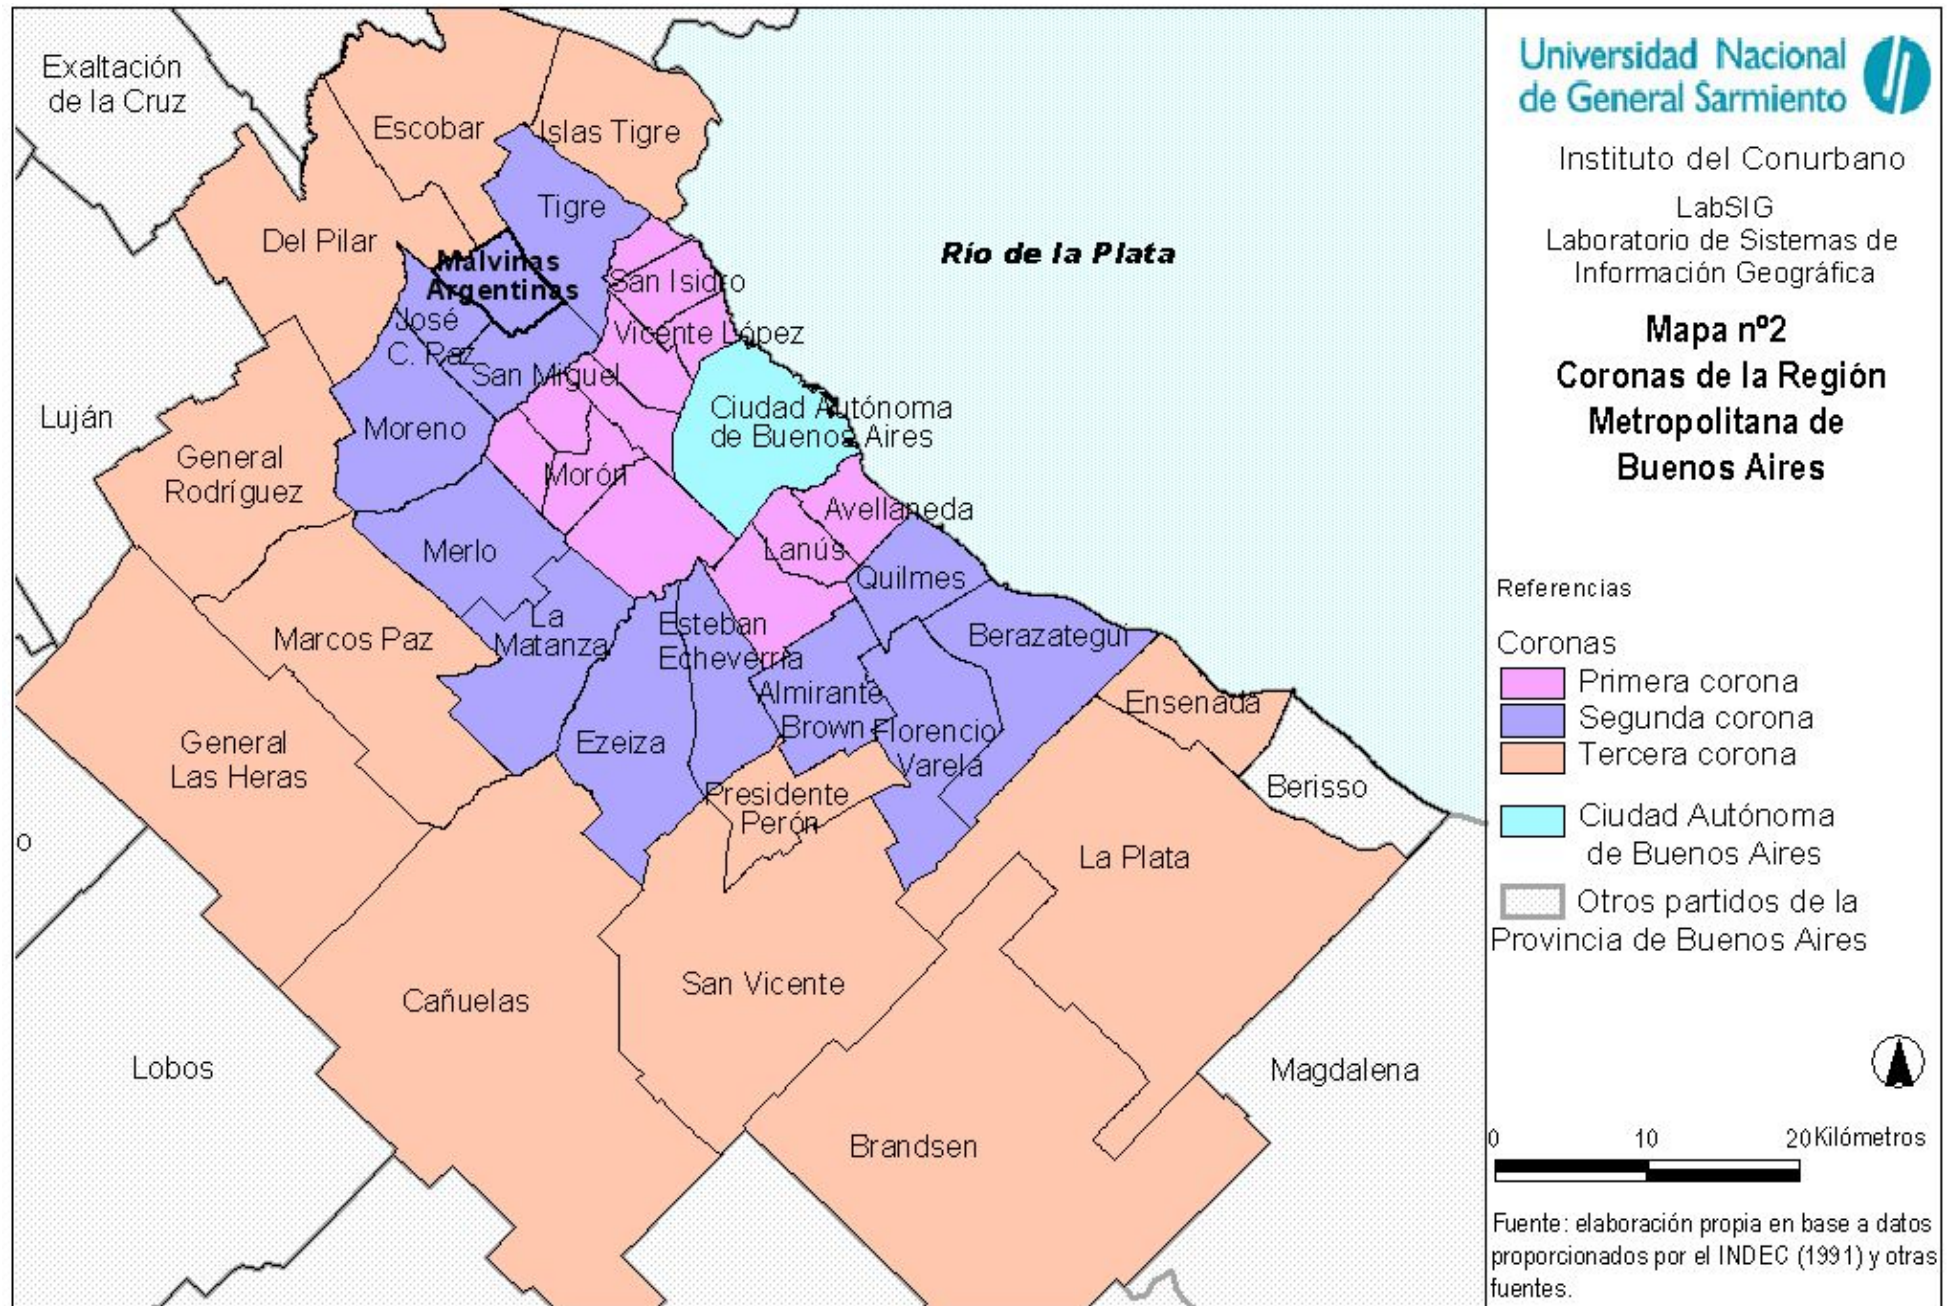 Exaltación
de la Cruz
Escobar
Islas Tigre
Tigre
Del Pilar
Malvinas
Argentinas
San Isidro
José
C. Paz
Vicente López
San Miguel
Luján
Moreno
Ciudad Autónoma
de Buenos Aires
General
Rodríguez
Morón
Avellaneda
Merlo
Lanús
Quilmes
La
Matanza
Esteban
Echeverría
Berazategui
Marcos Paz
Almirante
Brown
Ensenada
General
Las Heras
Ezeiza
Florencio
Varela
Presidente
Perón
Berisso
o
La Plata
San Vicente
Cañuelas
Lobos
Magdalena
Brandsen
Río de la Plata
Universidad Nacional
de General Sarmiento
Instituto del Conurbano
LabSIG
Laboratorio de Sistemas de
Información Geográfica
Mapa nº2
Coronas de la Región
Metropolitana de
Buenos Aires
Referencias
Coronas
Primera corona
Segunda corona
Tercera corona
Ciudad Autónoma
de Buenos Aires
Otros partidos de la
Provincia de Buenos Aires
0 10 20 Kilómetros
Fuente: elaboración propia en base a datos
proporcionados por el INDEC (1991) y otras
fuentes.